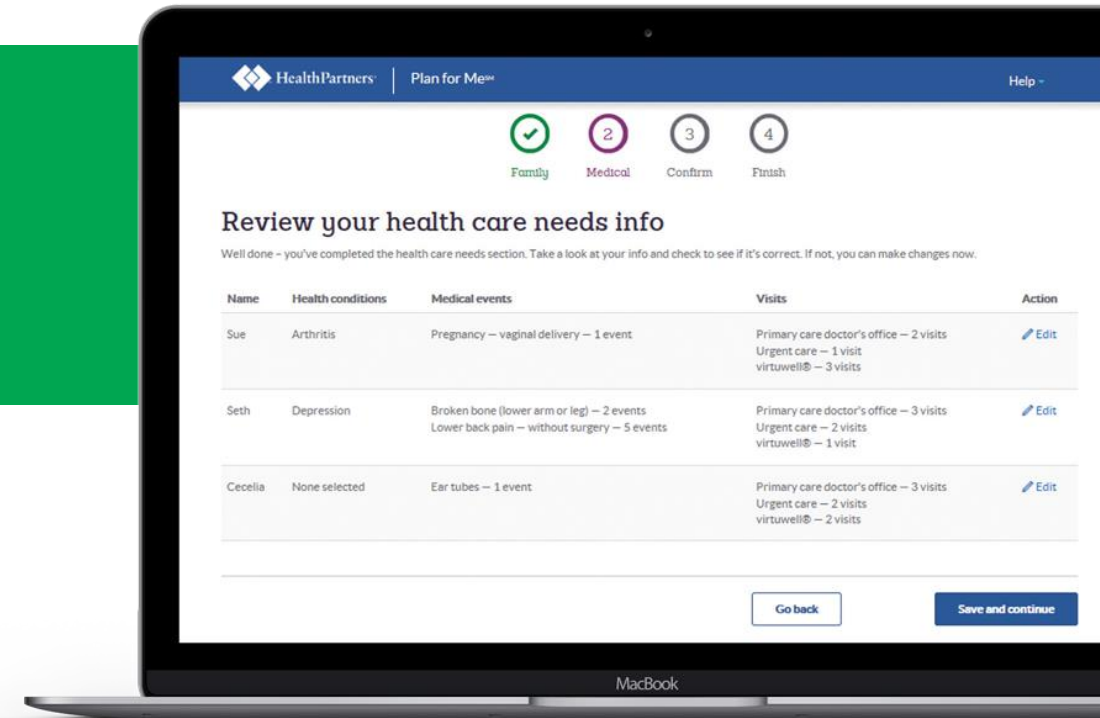 HealthPartners® Plan for Me℠ Help
2 3 4
Family Medical Confirm Finish
Review your health care needs info
Well done – you've completed the health care needs section. Take a look at your info and check to see if it's correct. If not, you can make changes now.
Name Health conditions Medical events Visits Action
Sue Arthritis Pregnancy — vaginal delivery — 1 event Primary care doctor's office — 2 visits Edit
Urgent care — 1 visit
virtuwell® — 3 visits
Seth Depression Broken bone (lower arm or leg) — 2 events Primary care doctor's office — 3 visits Edit
Lower back pain — without surgery — 5 events Urgent care — 2 visits
virtuwell® — 1 visit
Cecelia None selected Ear tubes — 1 event Primary care doctor's office — 3 visits Edit
Urgent care — 2 visits
virtuwell® — 2 visits
Go back Save and continue
MacBook